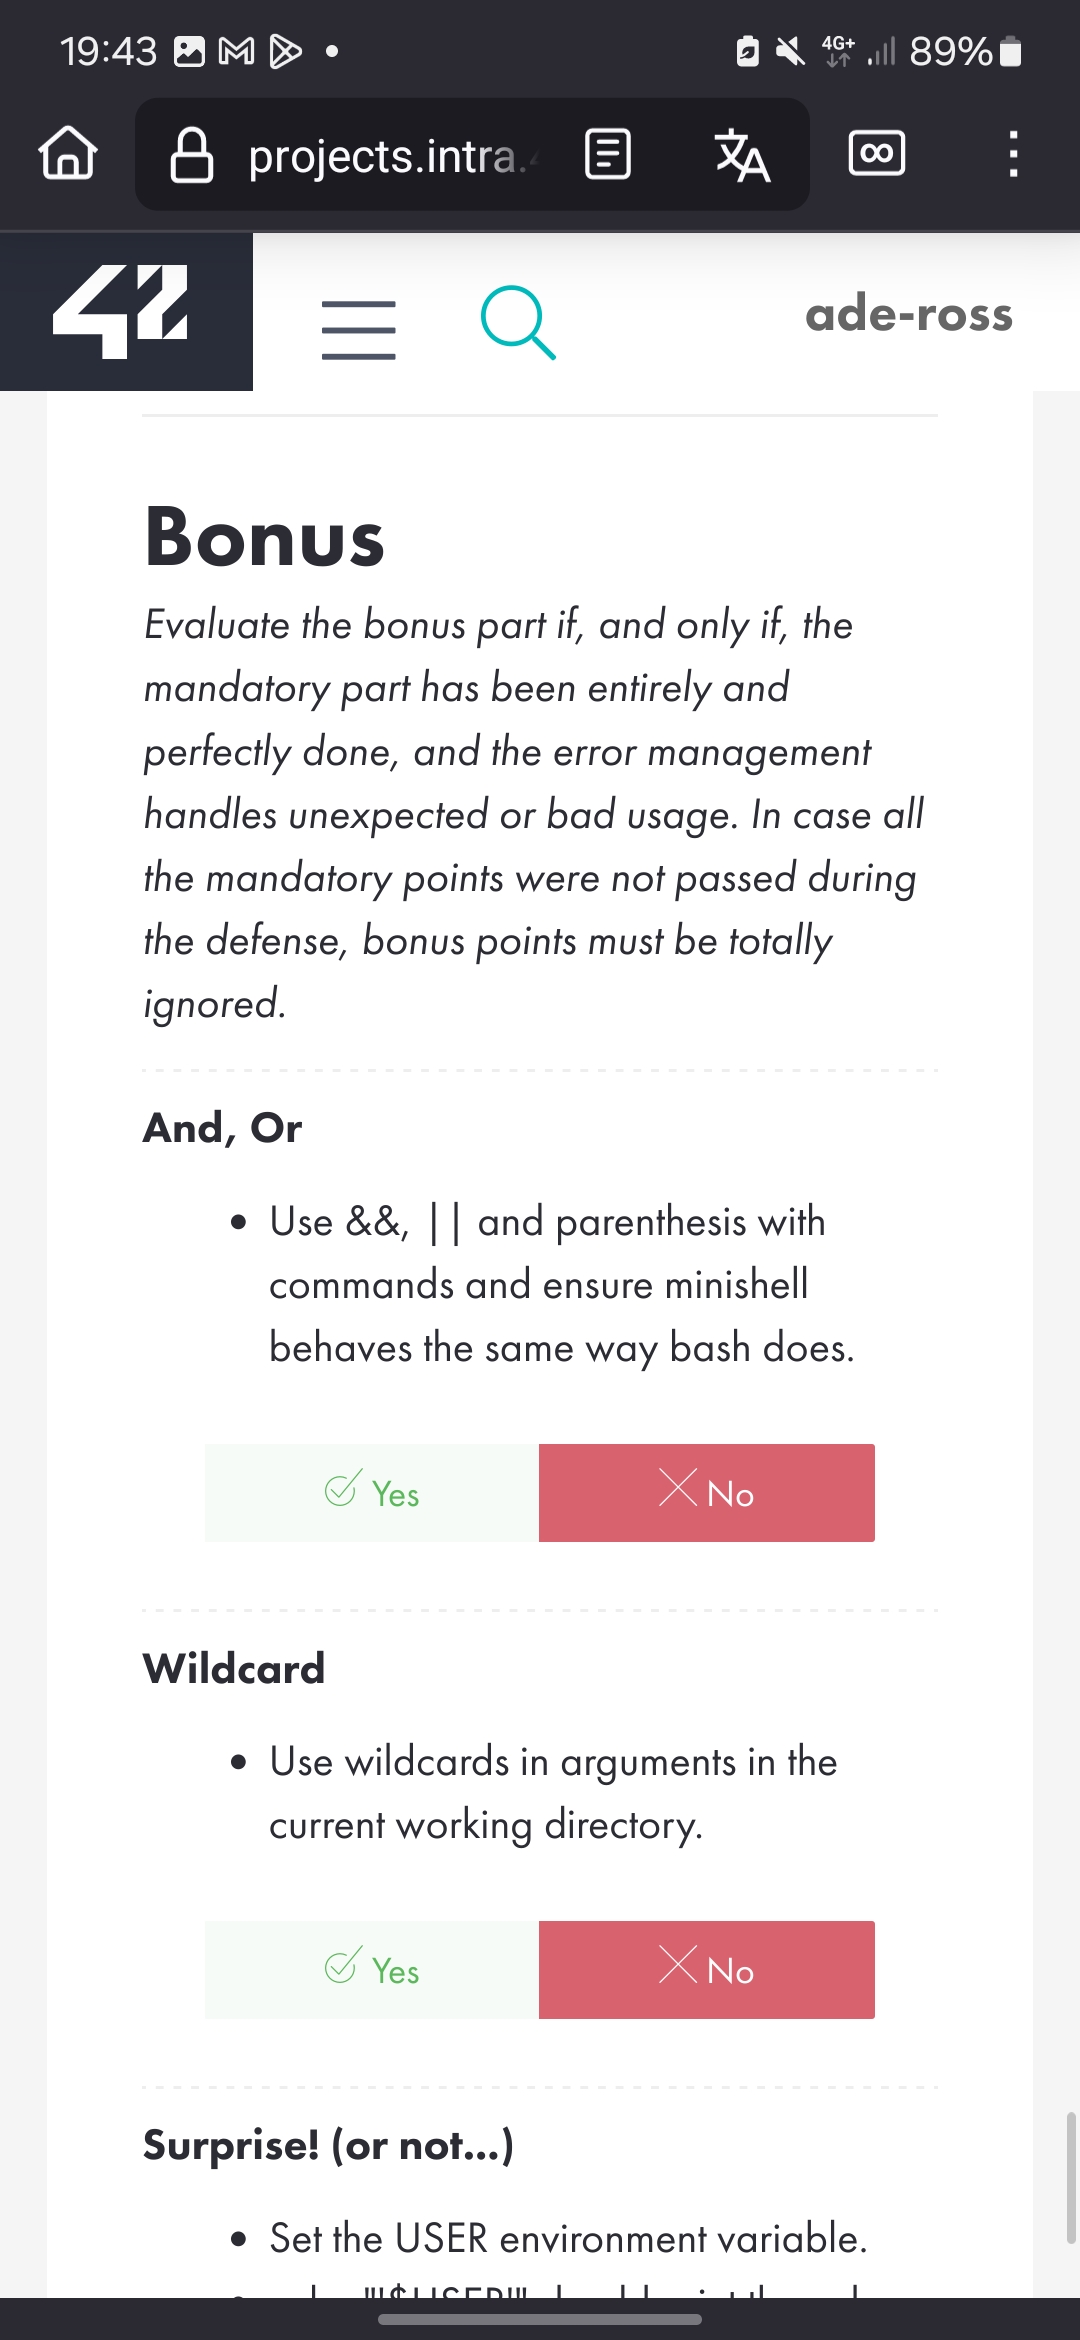 19:43
4G+
89%
projects.intra.
42
ade-ross
Bonus
Evaluate the bonus part if, and only if, the
mandatory part has been entirely and
perfectly done, and the error management
handles unexpected or bad usage. In case all
the mandatory points were not passed during
the defense, bonus points must be totally
ignored.
And, Or
• Use &&, || and parenthesis with
commands and ensure minishell
behaves the same way bash does.
Yes
No
Wildcard
• Use wildcards in arguments in the
current working directory.
Yes
No
Surprise! (or not...)
• Set the USER environment variable.